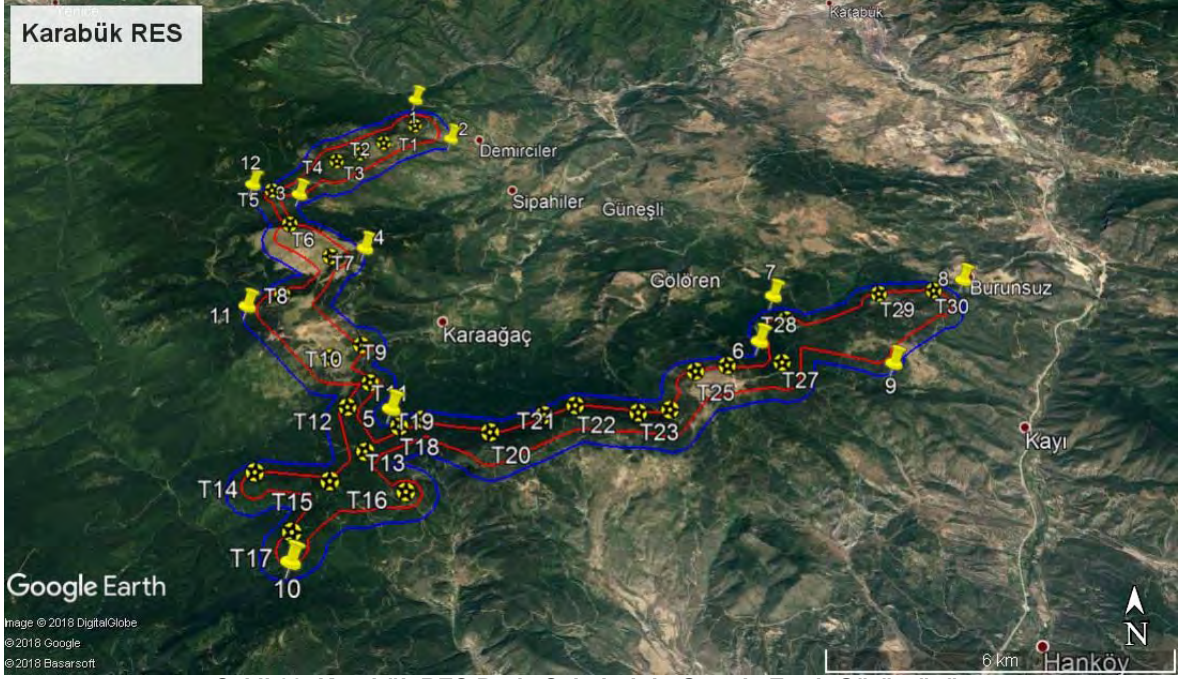 Yenice
Karabük
Karabük RES
1
2
T1
T2
Demirciler
T4
T3
12
T5
3
Sipahiler
Güneşli
T6
4
T7
7
Gölören
8
Burunsuz
T8
T29
T30
11
T28
Karaağaç
T9
T10
6
9
T25
T27
T11
T12
5
T19
T21
T22
T23
T18
Kayı
T13
T20
T14
T15
T16
T17
10
Google Earth
Image © 2018 DigitalGlobe
© 2018 Google
© 2018 Basarsoft
N
6 km
Hanköy